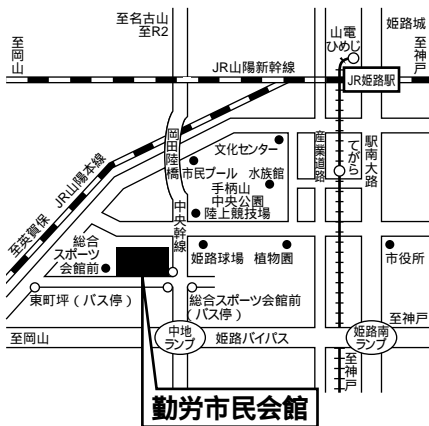 至名古山
至R2
山電
ひめじ
姫路城
至岡山
至神戸
JR山陽新幹線
JR姫路駅
岡田陸橋
文化センター
産業道路
てがら
駅南大路
市民プール
水族館
JR山陽本線
手柄山
中央公園
陸上競技場
中央幹線
至英賀保
総合
スポーツ
会館前
姫路球場
植物園
市役所
東町坪(バス停)
総合スポーツ会館前
(バス停)
至神戸
至岡山
中地
ランプ
姫路バイパス
姫路南
ランプ
至神戸
勤労市民会館